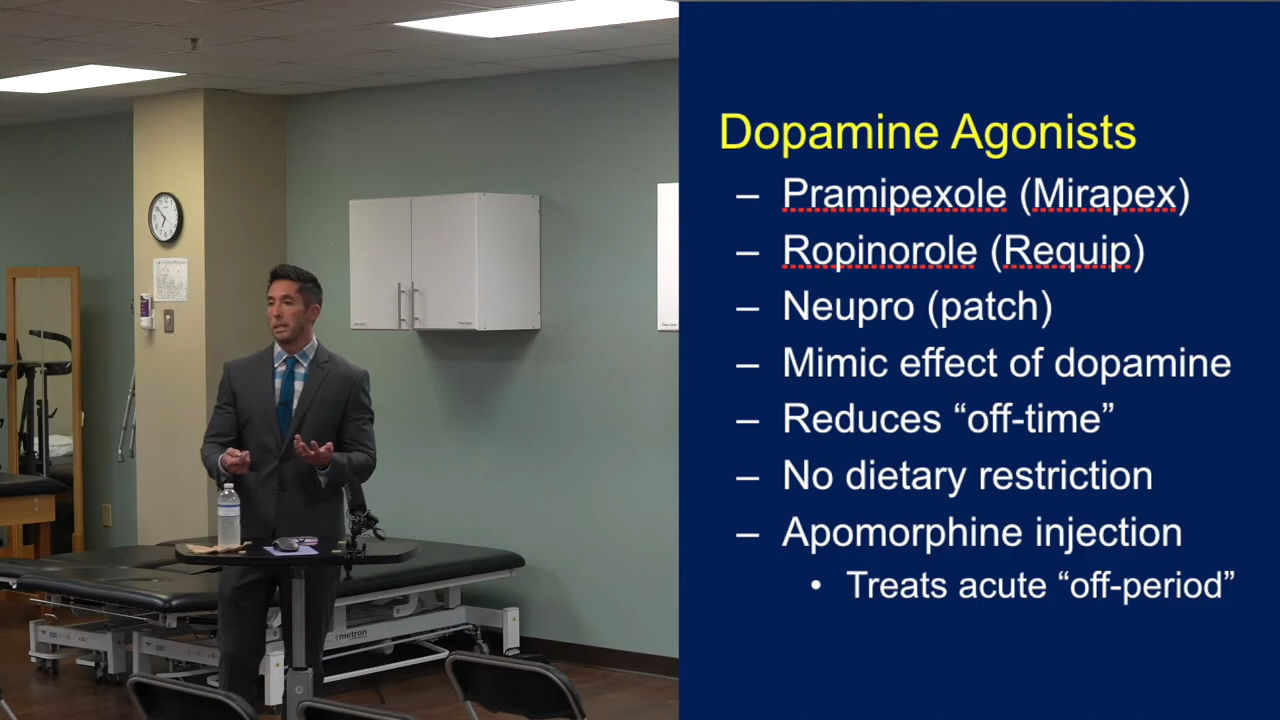 Dopamine Agonists
– Pramipexole (Mirapex)
– Ropinorole (Requip)
– Neupro (patch)
– Mimic effect of dopamine
– Reduces “off-time”
– No dietary restriction
– Apomorphine injection
• Treats acute “off-period”
metron